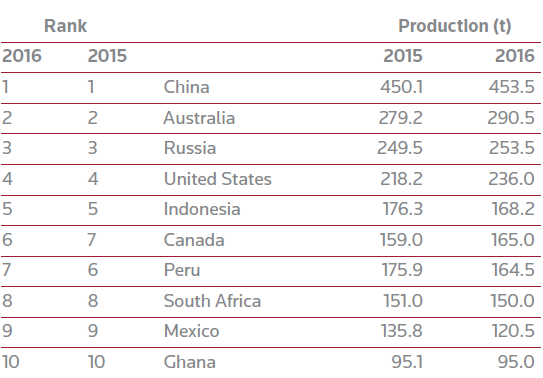 Rank Production (t)
2016 2015 2015 2016
1 1 China 450.1 453.5
2 2 Australia 279.2 290.5
3 3 Russia 249.5 253.5
4 4 United States 218.2 236.0
5 5 Indonesia 176.3 168.2
6 7 Canada 159.0 165.0
7 6 Peru 175.9 164.5
8 8 South Africa 151.0 150.0
9 9 Mexico 135.8 120.5
10 10 Ghana 95.1 95.0